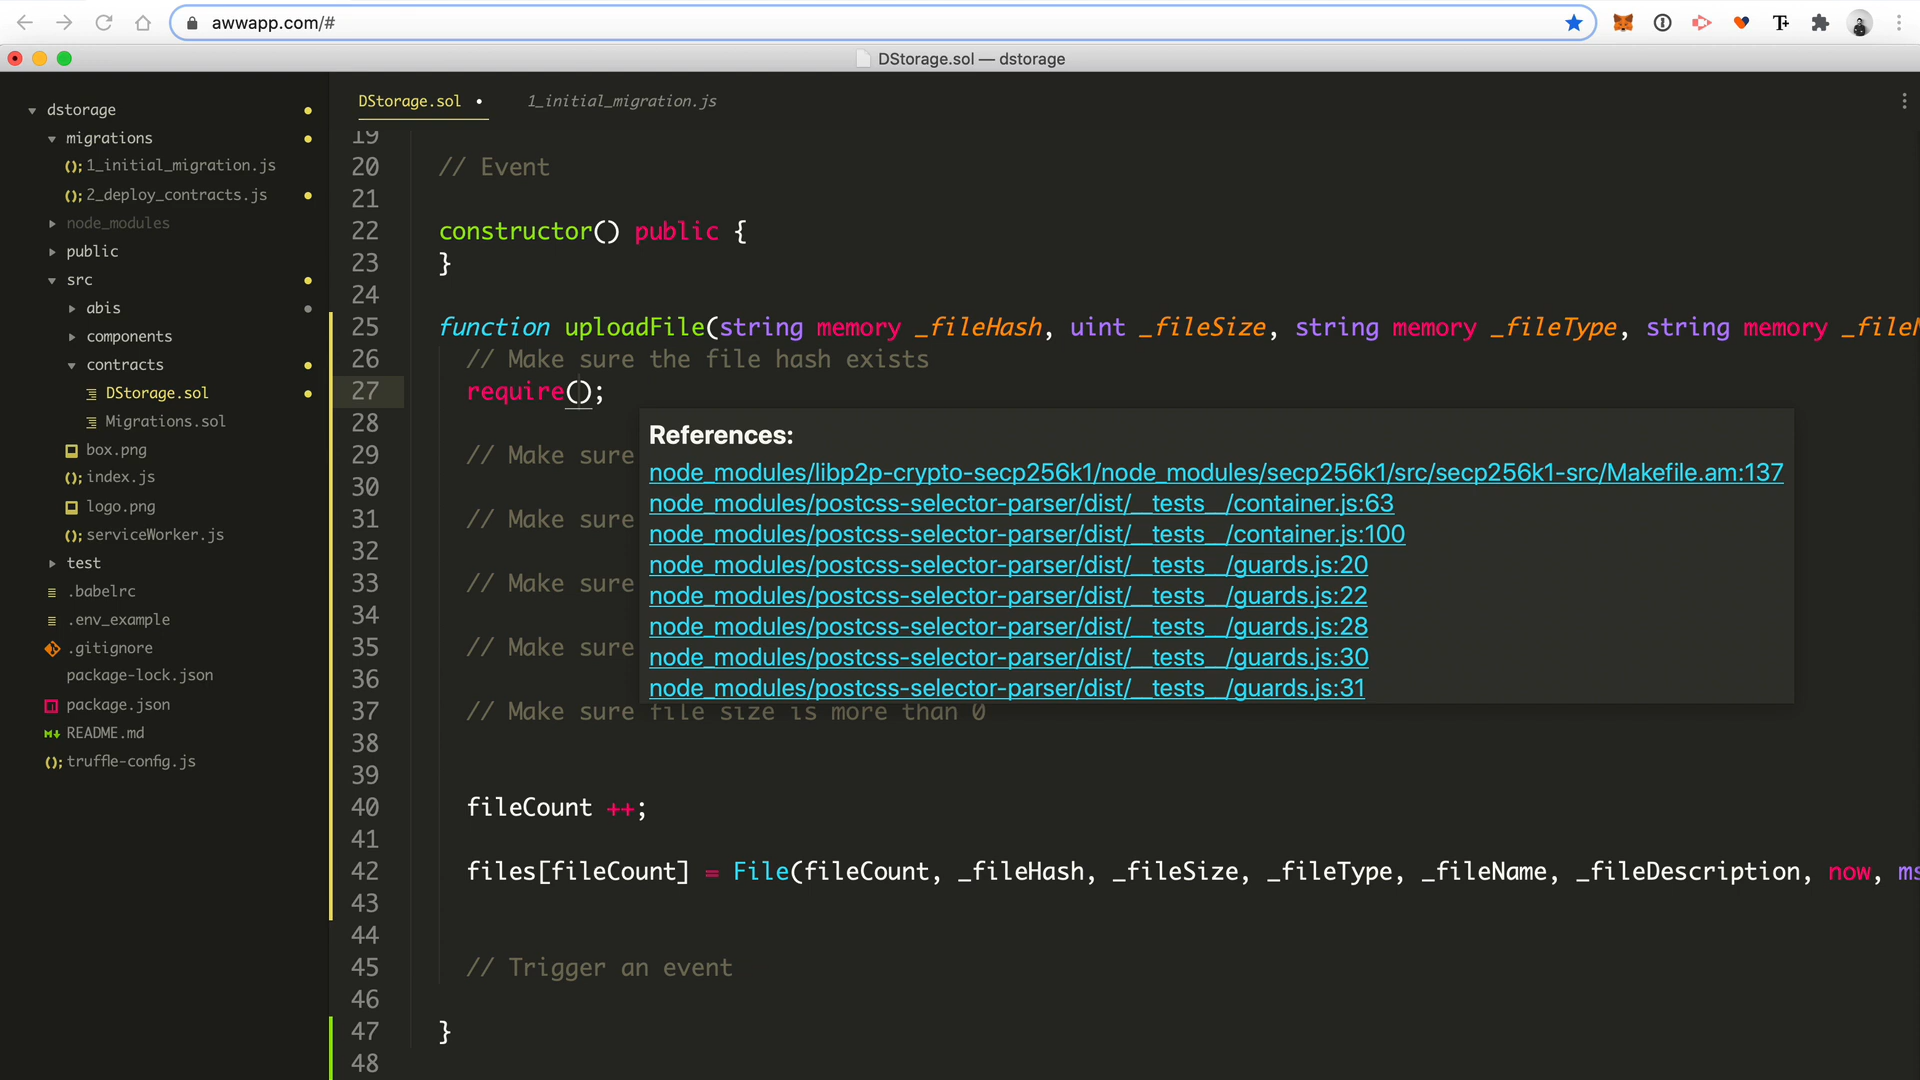 awwapp.com/#
DStorage.sol — dstorage
dstorage
migrations
(); 1_initial_migration.js
(); 2_deploy_contracts.js
node_modules
public
src
abis
components
contracts
DStorage.sol
Migrations.sol
box.png
(); index.js
logo.png
(); serviceWorker.js
test
.babelrc
.env_example
.gitignore
package-lock.json
package.json
README.md
(); truffle-config.js
DStorage.sol •
1_initial_migration.js
19
20 // Event
21
22 constructor() public {
23 }
24
25 function uploadFile(string memory _fileHash, uint _fileSize, string memory _fileType, string memory _fileN
26 // Make sure the file hash exists
27 require();
28
29 // Make sure
30
31 // Make sure
32
33 // Make sure
34
35 // Make sure
36
37 // Make sure file size is more than 0
38
39
40 fileCount ++;
41
42 files[fileCount] = File(fileCount, _fileHash, _fileSize, _fileType, _fileName, _fileDescription, now, ms
43
44
45 // Trigger an event
46
47 }
48
References:
node_modules/libp2p-crypto-secp256k1/node_modules/secp256k1/src/secp256k1-src/Makefile.am:137
node_modules/postcss-selector-parser/dist/__tests__/container.js:63
node_modules/postcss-selector-parser/dist/__tests__/container.js:100
node_modules/postcss-selector-parser/dist/__tests__/guards.js:20
node_modules/postcss-selector-parser/dist/__tests__/guards.js:22
node_modules/postcss-selector-parser/dist/__tests__/guards.js:28
node_modules/postcss-selector-parser/dist/__tests__/guards.js:30
node_modules/postcss-selector-parser/dist/__tests__/guards.js:31